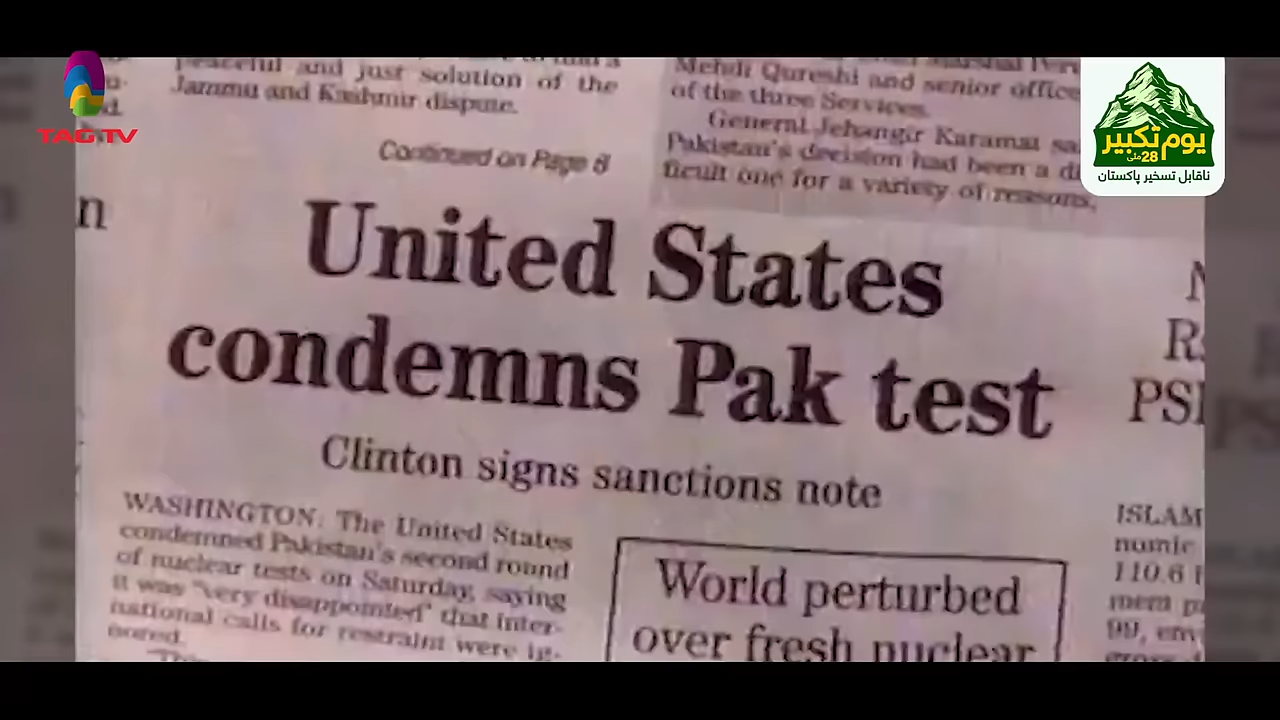 TAG TV
یوم تکبیر
28 مئی
ناقابل تسخیر پاکستان
peaceful and just solution of the
Jammu and Kashmir dispute.
Continued on Page 8
Mehdi Qureshi and senior office
of the three Services.
General Jehangir Karamat sa
Pakistan's decision had been a di
ficult one for a variety of reasons.
n
United States
condemns Pak test
Clinton signs sanctions note
WASHINGTON: The United States
condemned Pakistan's second round
of nuclear tests on Saturday, saying
it was "very disappointed" that inter-
national calls for restraint were ig-
nored.
World perturbed
over fresh nuclear
PSI
ISLAM
nomic
110.6
99,